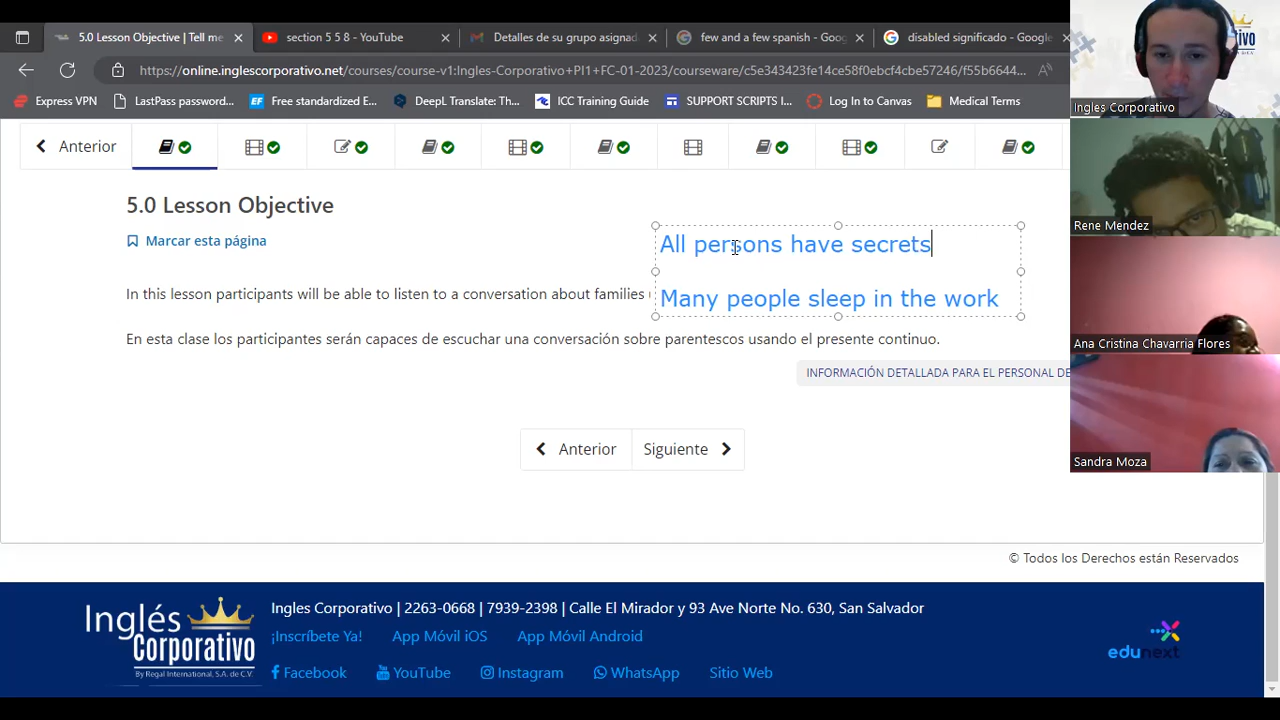 5.0 Lesson Objective | Tell me
section 5 5 8 - YouTube
Detalles de su grupo asignad
few and a few spanish - Goo
disabled significado - Google
https://online.inglescorporativo.net/courses/course-v1:Ingles-Corporativo+PI1+FC-01-2023/courseware/c5e343423fe14ce58f0ebcf4cbe57246/f55b6644...
Express VPN
LastPass password...
Free standardized E...
DeepL Translate: Th...
ICC Training Guide
SUPPORT SCRIPTS I...
Log In to Canvas
Medical Terms
Anterior
5.0 Lesson Objective
Marcar esta página
All persons have secrets
In this lesson participants will be able to listen to a conversation about families
Many people sleep in the work
En esta clase los participantes serán capaces de escuchar una conversación sobre parentescos usando el presente continuo.
INFORMACIÓN DETALLADA PARA EL PERSONAL DE
Anterior
Siguiente
© Todos los Derechos están Reservados
Inglés Corporativo
By Regal International, S.A. de C.V.
Ingles Corporativo | 2263-0668 | 7939-2398 | Calle El Mirador y 93 Ave Norte No. 630, San Salvador
¡Inscríbete Ya!
App Móvil iOS
App Móvil Android
Facebook
YouTube
Instagram
WhatsApp
Sitio Web
edunext
Ingles Corporativo
Rene Mendez
Ana Cristina Chavarria Flores
Sandra Moza